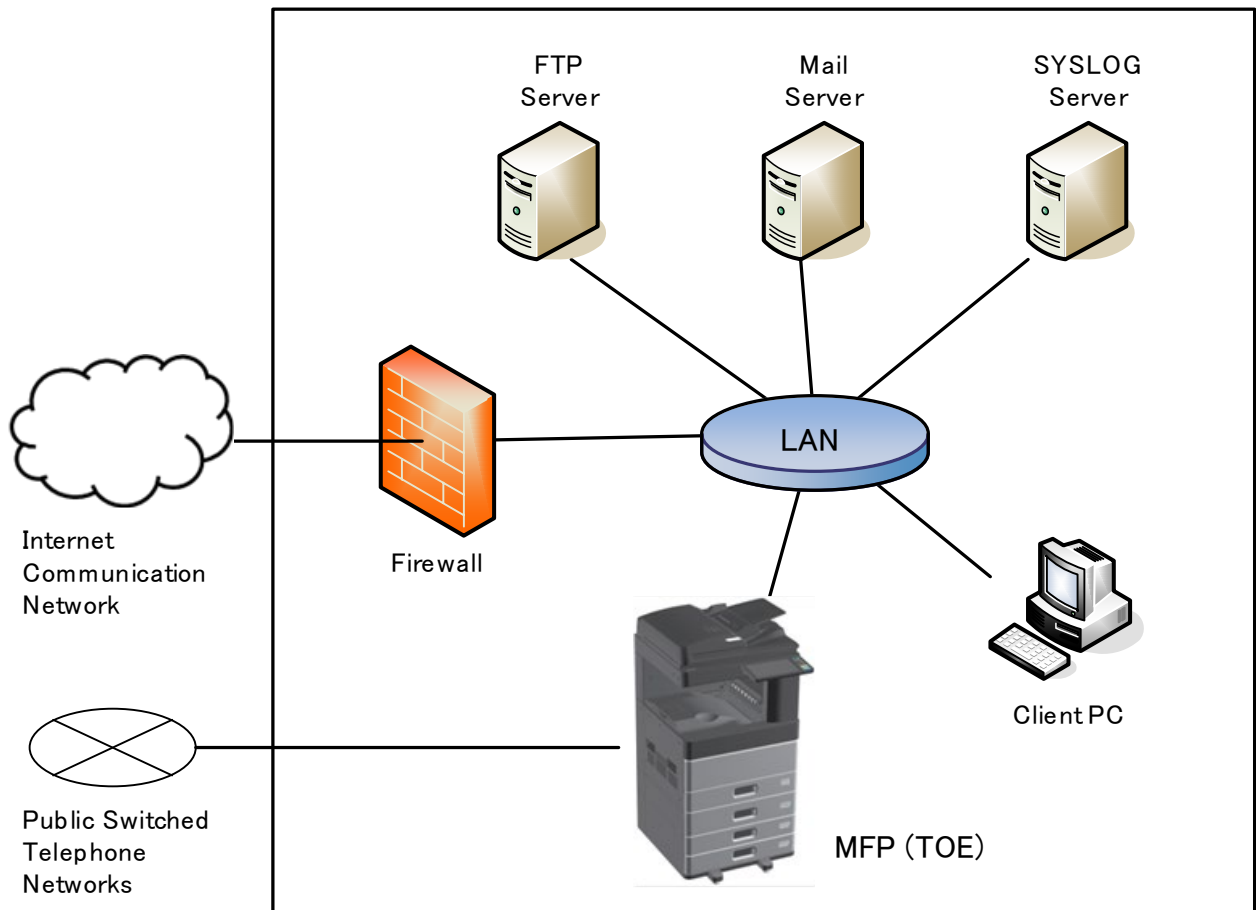 FTP
Server
Mail
Server
SYSLOG
Server
LAN
Internet
Communication
Network
Firewall
Client PC
Public Switched
Telephone
Networks
MFP (TOE)